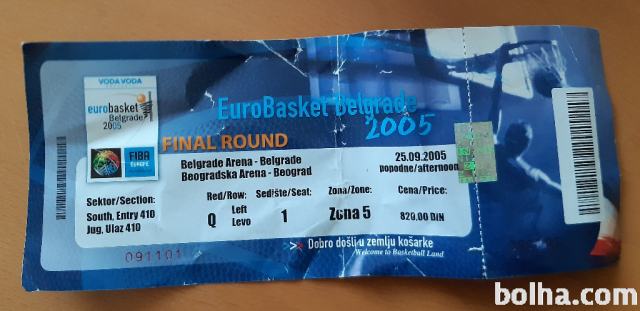 VODA VODA
eurobasket
Belgrade
2005
FIBA
EUROPE
EuroBasket Belgrade
2005
FINAL ROUND
Belgrade Arena - Belgrade
Beogradska Arena - Beograd
25.09.2005
popodne/afternoon
Sektor/Section:
South, Entry 410
Jug, Ulaz 410
Red/Row:
Q Left
Levo
Sedište/Seat:
1
Zona/Zone:
Zona 5
Cena/Price:
820.00 DIN
091101
>> Dobro došli u zemlju košarke
Welcome to Basketball Land
bolha.com